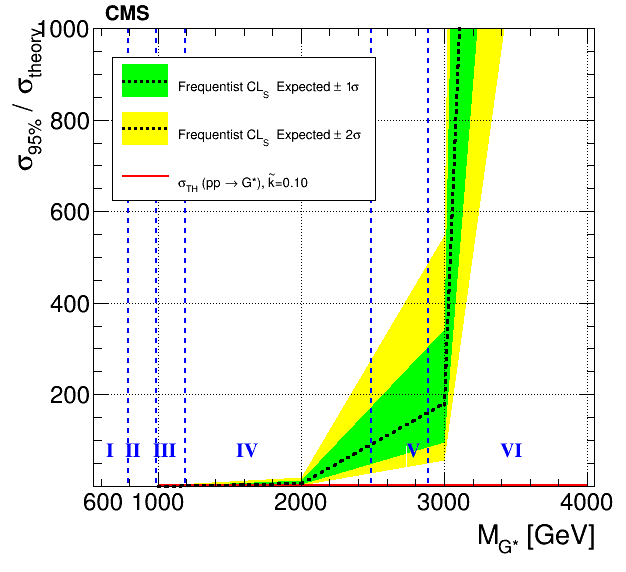 CMS
σ95% / σtheory
1000
800
600
400
200
Frequentist CLS Expected ± 1σ
Frequentist CLS Expected ± 2σ
σTH (pp → G*), k̃=0.10
I II III IV V VI
600 1000 2000 3000 4000
MG* [GeV]